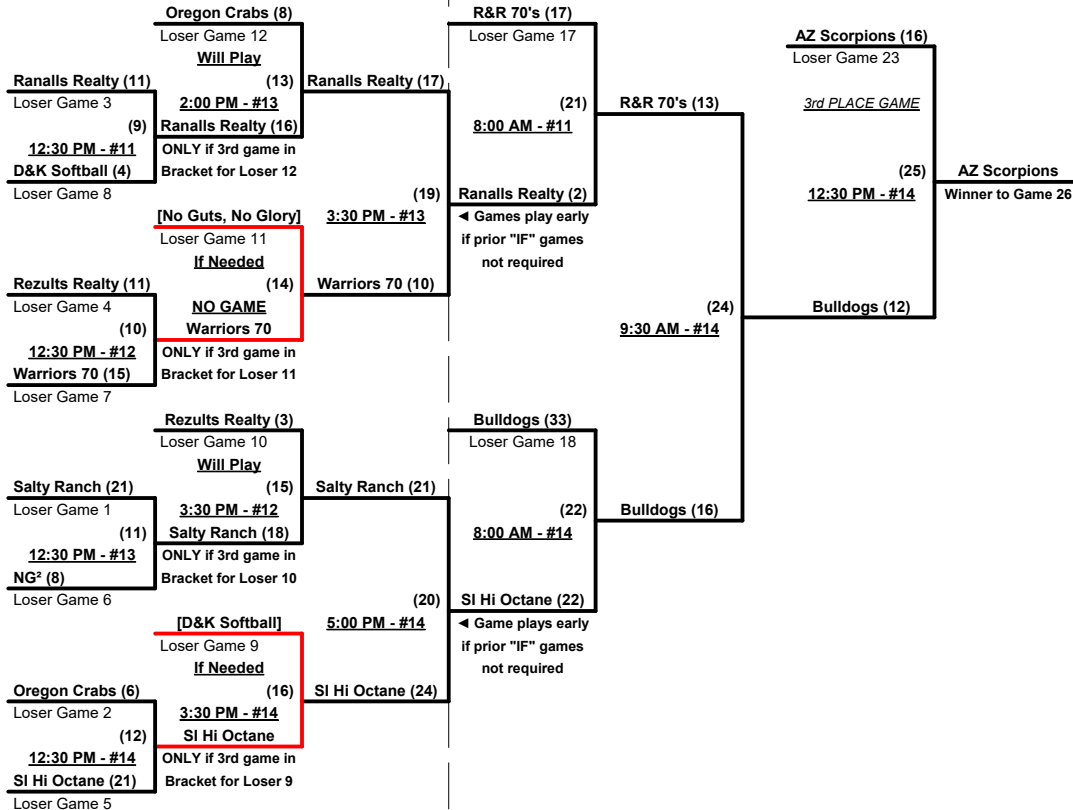 Oregon Crabs (8)
Loser Game 12
Will Play
Ranalls Realty (11)
Loser Game 3
(13)
2:00 PM - #13
(9)
12:30 PM - #11
Ranalls Realty (16)
ONLY if 3rd game in
Bracket for Loser 12
D&K Softball (4)
Loser Game 8
Ranalls Realty (17)
[No Guts, No Glory]
Loser Game 11
If Needed
Rezults Realty (11)
Loser Game 4
(14)
NO GAME
(10)
12:30 PM - #12
Warriors 70
ONLY if 3rd game in
Bracket for Loser 11
Warriors 70 (15)
Loser Game 7
Warriors 70 (10)
(19)
3:30 PM - #13
Rezults Realty (3)
Loser Game 10
Will Play
Salty Ranch (21)
Loser Game 1
(15)
3:30 PM - #12
(11)
12:30 PM - #13
Salty Ranch (18)
ONLY if 3rd game in
Bracket for Loser 10
NG² (8)
Loser Game 6
Salty Ranch (21)
[D&K Softball]
Loser Game 9
If Needed
Oregon Crabs (6)
Loser Game 2
(16)
3:30 PM - #14
(12)
12:30 PM - #14
SI Hi Octane
ONLY if 3rd game in
Bracket for Loser 9
SI Hi Octane (21)
Loser Game 5
SI Hi Octane (24)
(20)
5:00 PM - #14
R&R 70's (17)
Loser Game 17
(21)
8:00 AM - #11
Ranalls Realty (2)
◄ Games play early
if prior "IF" games
not required
R&R 70's (13)
Bulldogs (33)
Loser Game 18
(22)
8:00 AM - #14
SI Hi Octane (22)
◄ Game plays early
if prior "IF" games
not required
Bulldogs (16)
(24)
9:30 AM - #14
AZ Scorpions (16)
Loser Game 23
3rd PLACE GAME
(25)
12:30 PM - #14
Bulldogs (12)
AZ Scorpions
Winner to Game 26